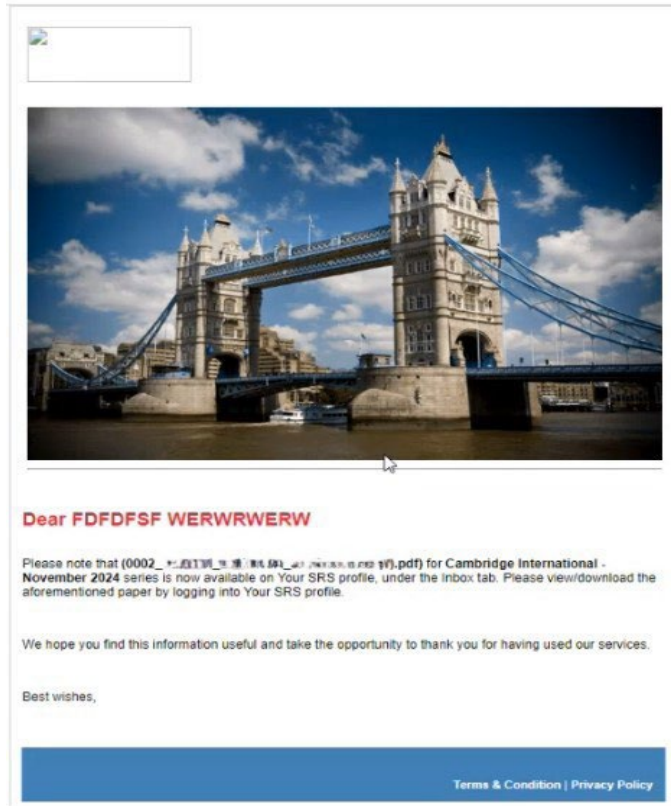 Dear FDFDFSF WERWRWERW
Please note that (0002_ .pdf) for Cambridge International -
November 2024 series is now available on Your SRS profile, under the Inbox tab. Please view/download the
aforementioned paper by logging into Your SRS profile.
We hope you find this information useful and take the opportunity to thank you for having used our services.
Best wishes,
Terms & Condition | Privacy Policy